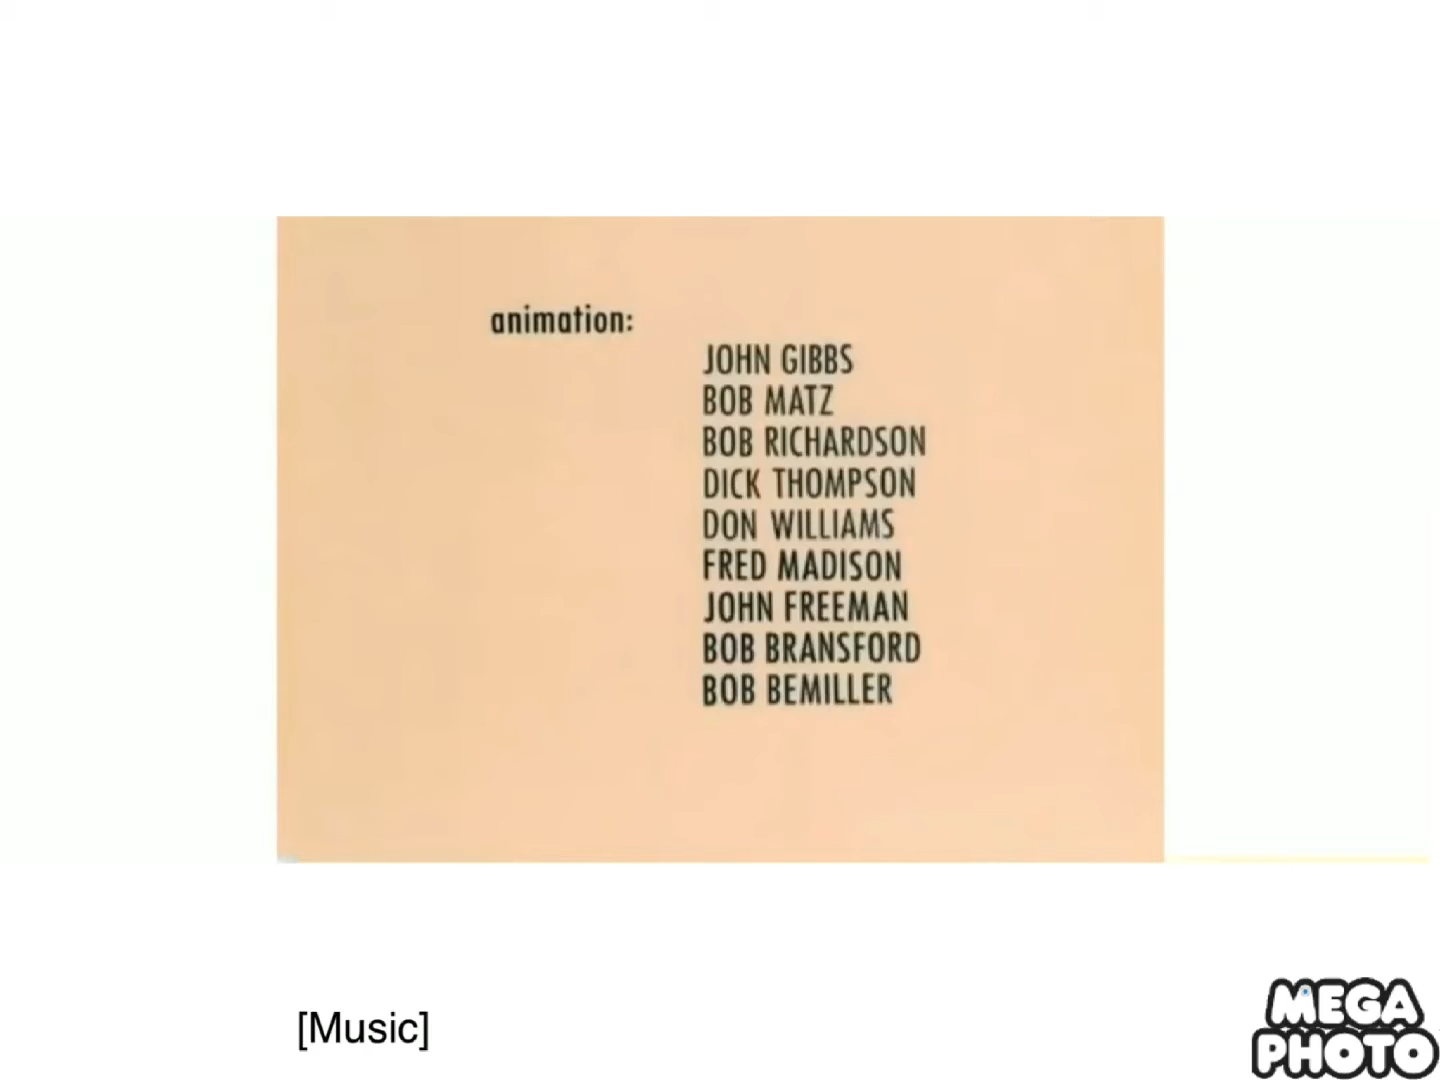 animation:
JOHN GIBBS
BOB MATZ
BOB RICHARDSON
DICK THOMPSON
DON WILLIAMS
FRED MADISON
JOHN FREEMAN
BOB BRANSFORD
BOB BEMILLER
[Music]
MEGA
PHOTO